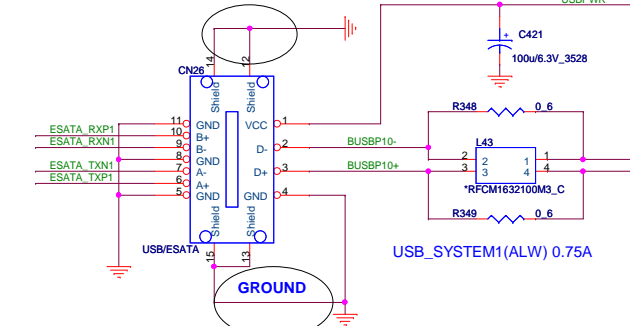 USBPWR
C421
100u/6.3V_3528
14
12
CN26
Shield
Shield
R348
0_6
ESATA_RXP1
11
GND
VCC
1
ESATA_RXN1
10
B+
9
B-
D-
2
BUSBP10-
L43
8
GND
2
2
1
1
ESATA_TXN1
7
A-
D+
3
BUSBP10+
3
3
4
4
ESATA_TXP1
6
A+
5
GND
GND
4
*RFCM1632100M3_C
Shield
Shield
R349
0_6
USB/ESATA
15
13
USB_SYSTEM1(ALW) 0.75A
GROUND